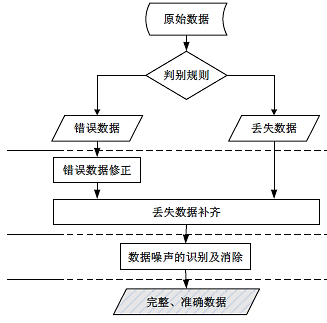 原始数据
判别规则
错误数据
丢失数据
错误数据修正
丢失数据补齐
数据噪声的识别及消除
完整、准确数据